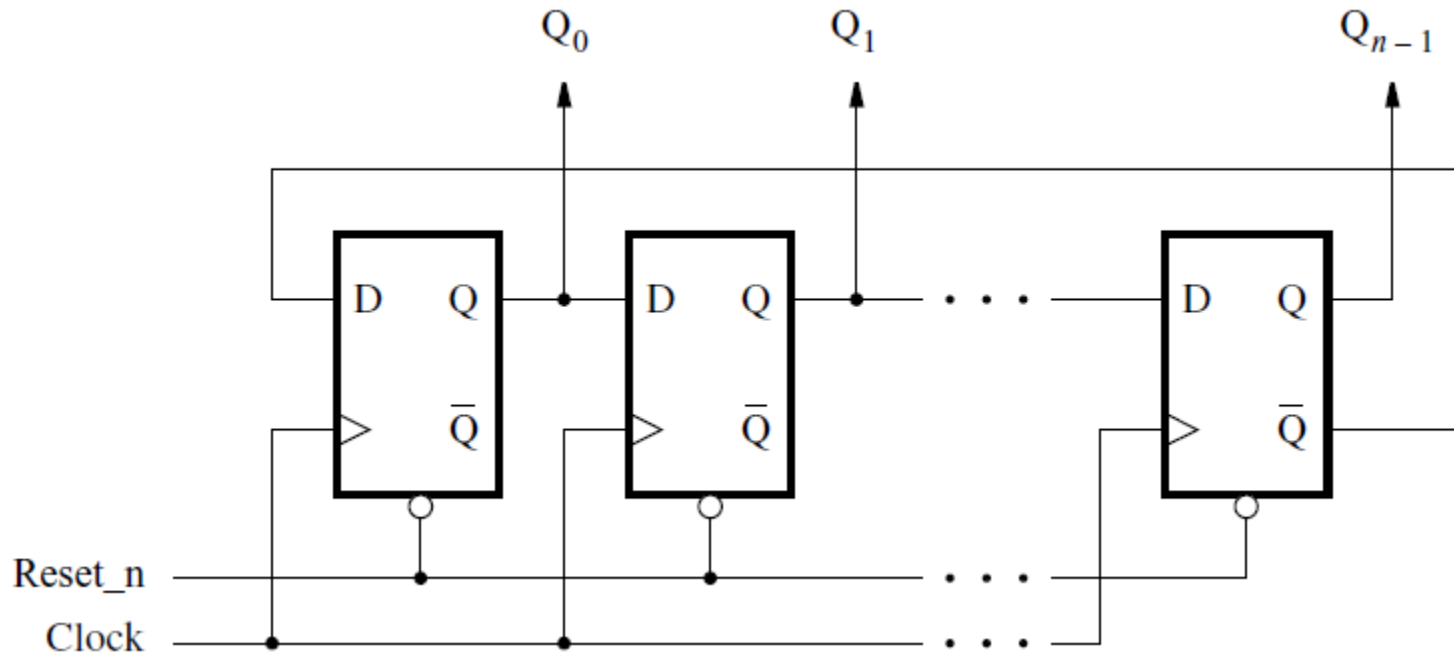 Q0 Q1 Qn – 1
D Q D Q D Q
Q̅ Q̅ Q̅
Reset_n
Clock